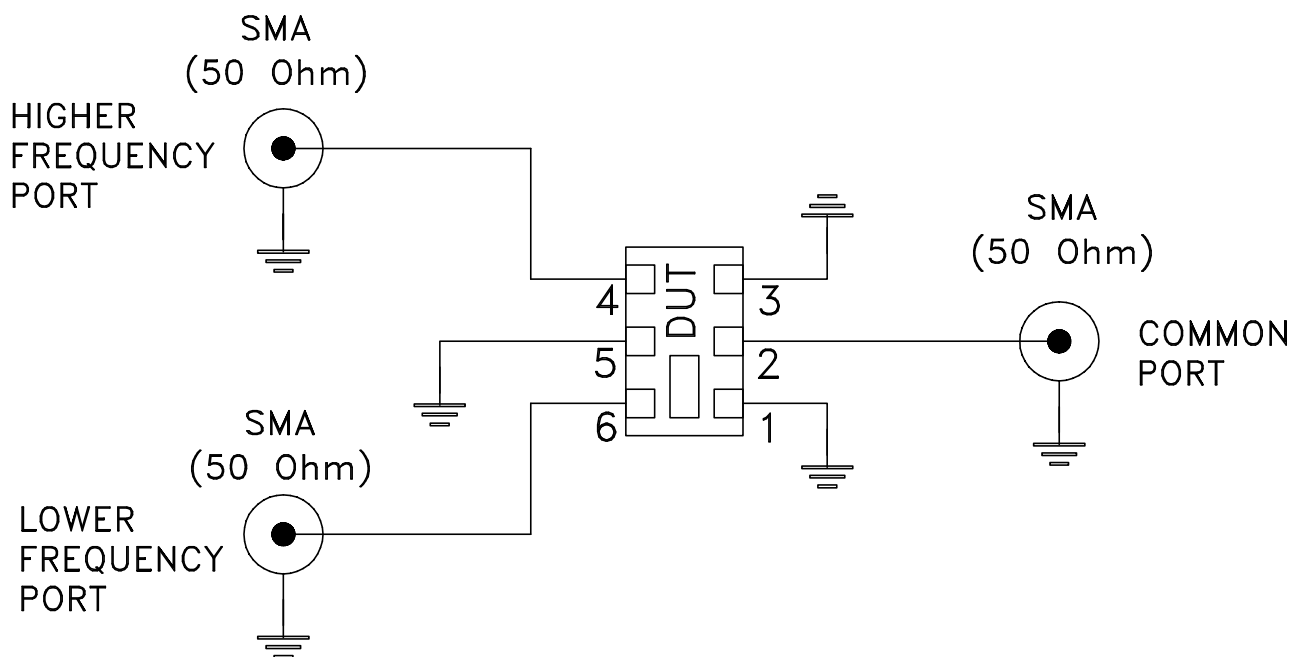 SMA
(50 Ohm)
HIGHER
FREQUENCY
PORT
SMA
(50 Ohm)
COMMON
PORT
DUT
4
3
5
2
6
1
SMA
(50 Ohm)
LOWER
FREQUENCY
PORT